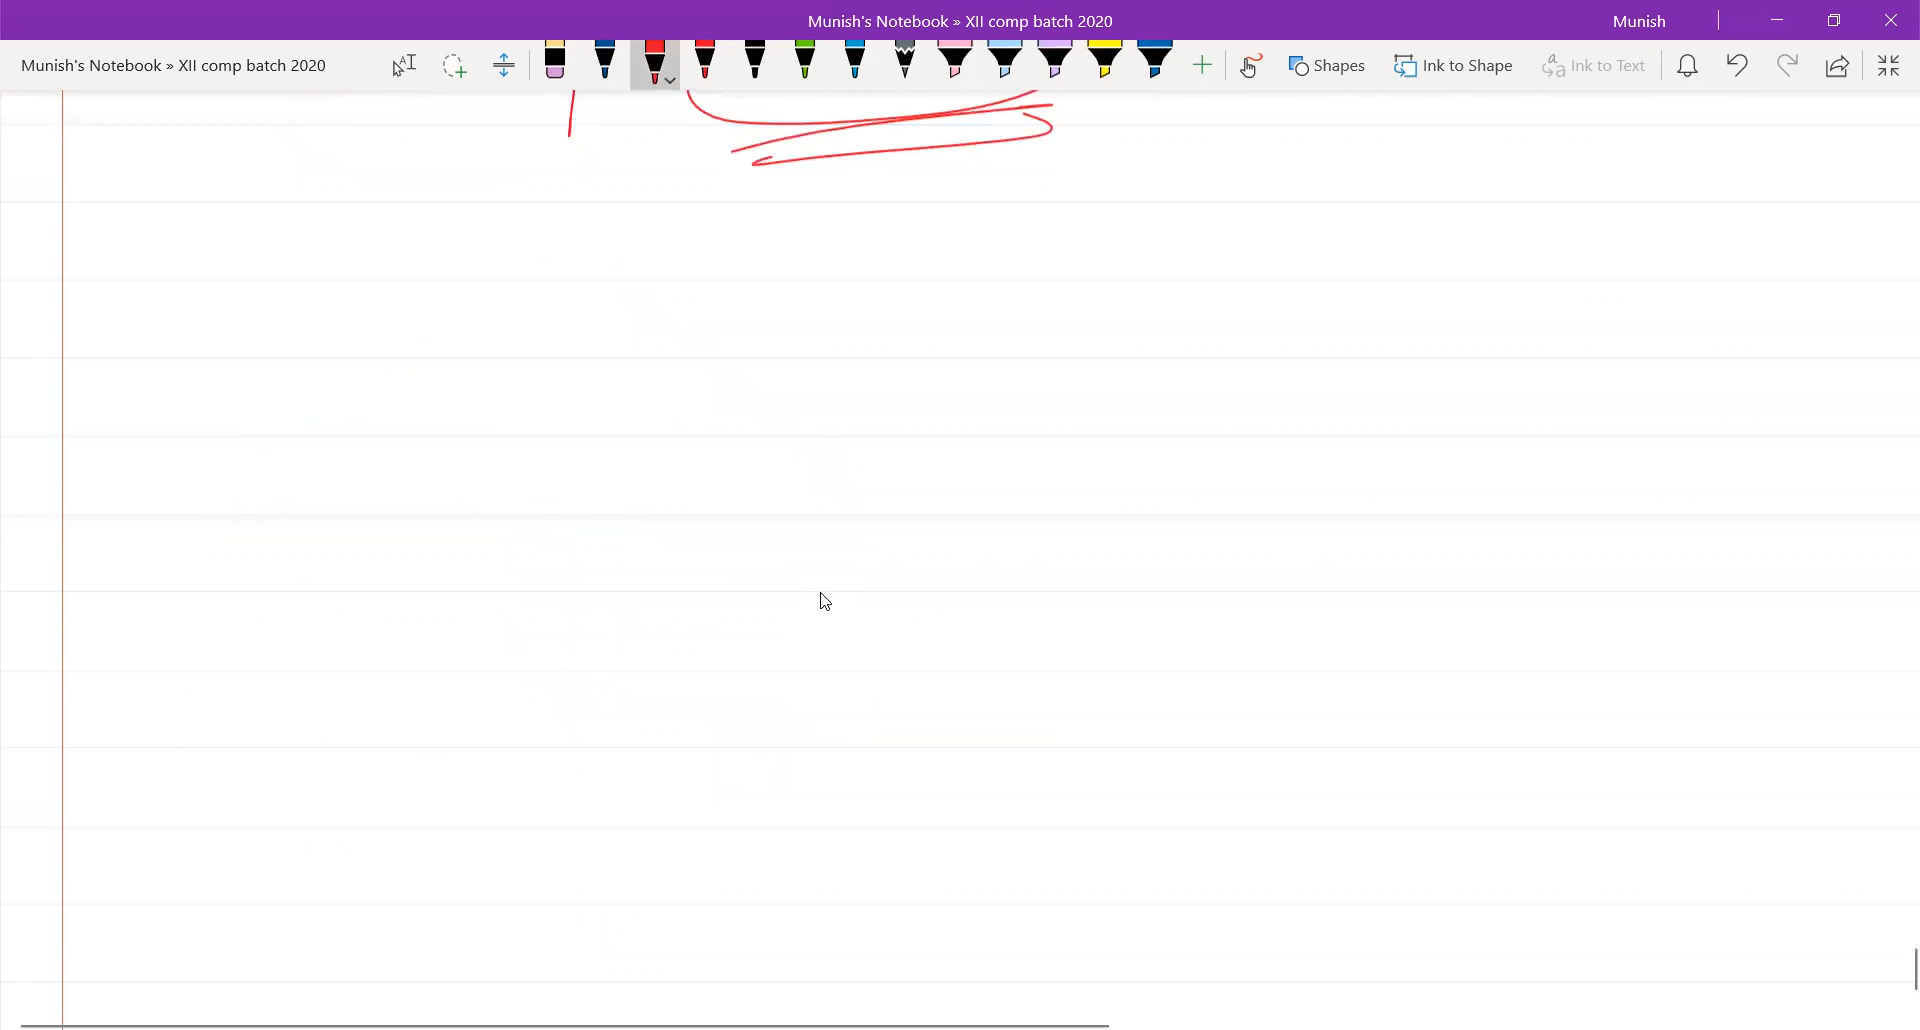 Munish's Notebook » XII comp batch 2020
Munish
Munish's Notebook » XII comp batch 2020
Shapes
Ink to Shape
Ink to Text